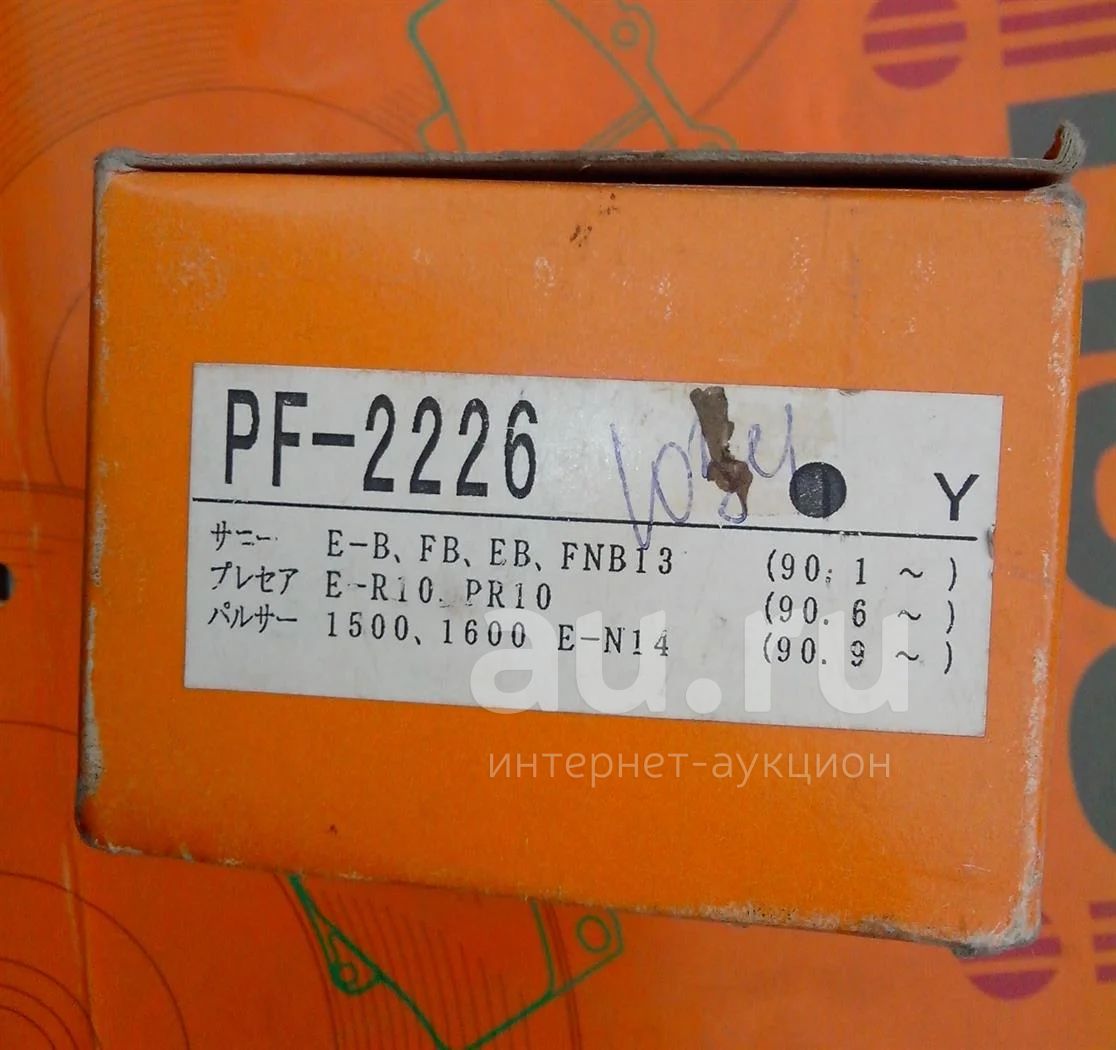 PF-2226 Y
サニー E-B、FB、EB、FNB13 (90. 1 ~ )
プレセア E-R10、PR10 (90. 6 ~ )
パルサー 1500、1600 E-N14 (90. 9 ~ )
au.ru
интернет-аукцион